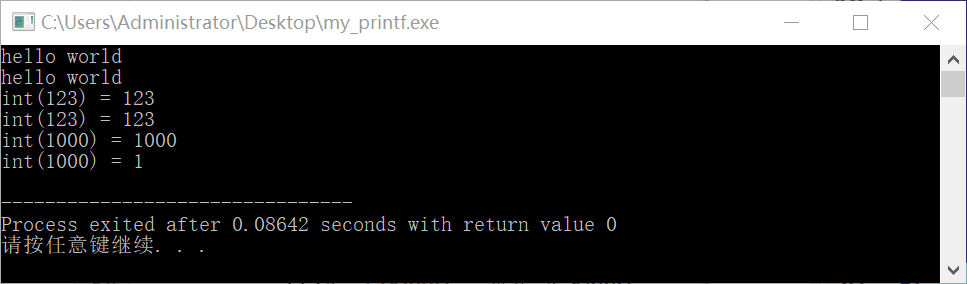 C:\Users\Administrator\Desktop\my_printf.exe
hello world
hello world
int(123) = 123
int(123) = 123
int(1000) = 1000
int(1000) = 1
--------------------------------
Process exited after 0.08642 seconds with return value 0
请按任意键继续. . .